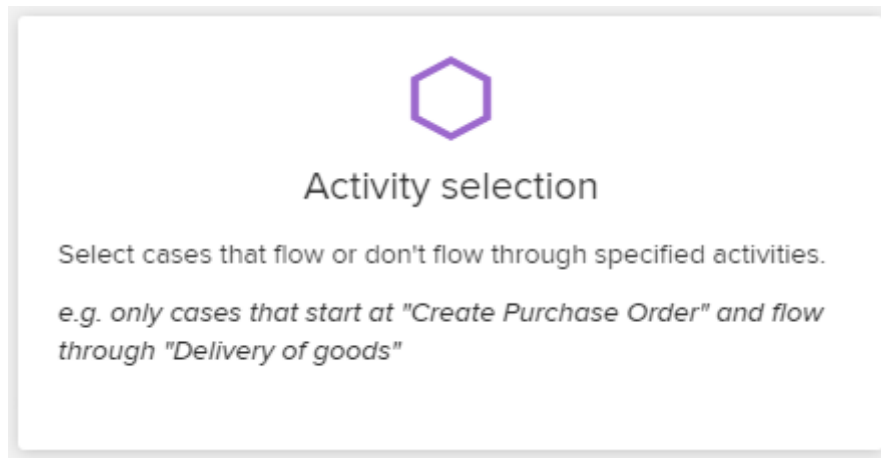 Activity selection
Select cases that flow or don't flow through specified activities.
e.g. only cases that start at "Create Purchase Order" and flow
through "Delivery of goods"